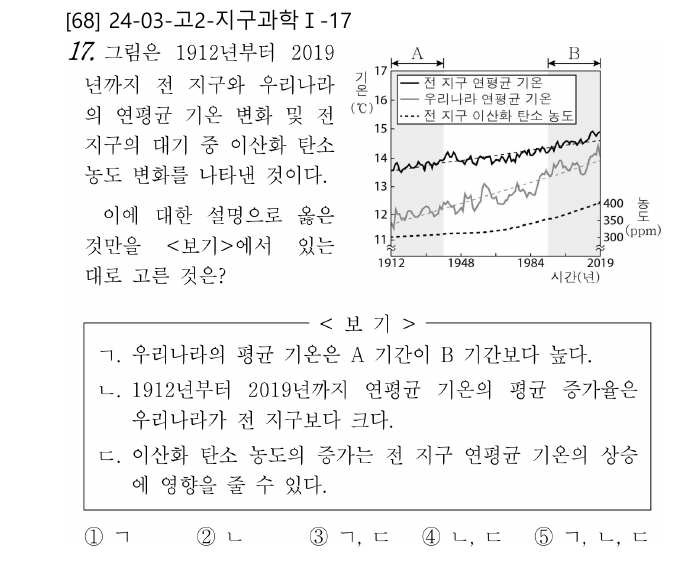 [68] 24-03-고2-지구과학Ⅰ-17
17. 그림은 1912년부터 2019
년까지 전 지구와 우리나라
의 연평균 기온 변화 및 전
지구의 대기 중 이산화 탄소
농도 변화를 나타낸 것이다.
이에 대한 설명으로 옳은
것만을 <보기>에서 있는
대로 고른 것은?
A B
기온(℃)
17
16
15
14
13
12
11
전 지구 연평균 기온
우리나라 연평균 기온
전 지구 이산화 탄소 농도
400
350
300
농도(ppm)
1912 1948 1984 2019
시간(년)
< 보 기 >
ㄱ. 우리나라의 평균 기온은 A 기간이 B 기간보다 높다.
ㄴ. 1912년부터 2019년까지 연평균 기온의 평균 증가율은
우리나라가 전 지구보다 크다.
ㄷ. 이산화 탄소 농도의 증가는 전 지구 연평균 기온의 상승
에 영향을 줄 수 있다.
① ㄱ ② ㄴ ③ ㄱ, ㄷ ④ ㄴ, ㄷ ⑤ ㄱ, ㄴ, ㄷ